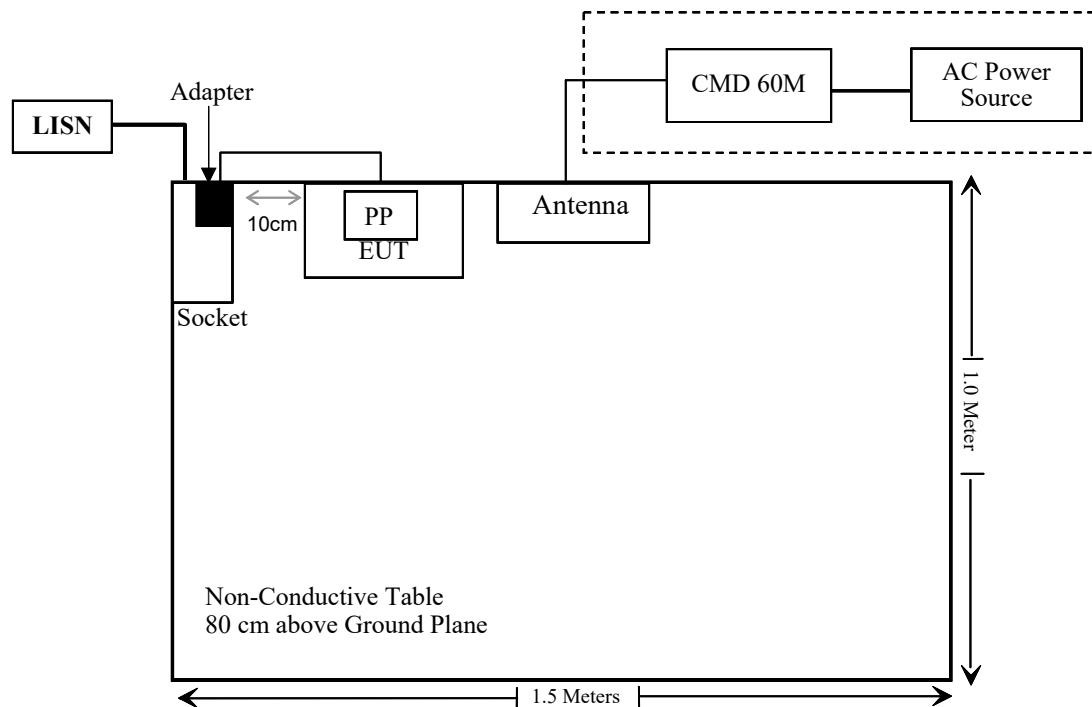 CMD 60M
AC Power
Source
Adapter
LISN
10cm
PP
EUT
Antenna
Socket
1.0 Meter
Non-Conductive Table
80 cm above Ground Plane
1.5 Meters